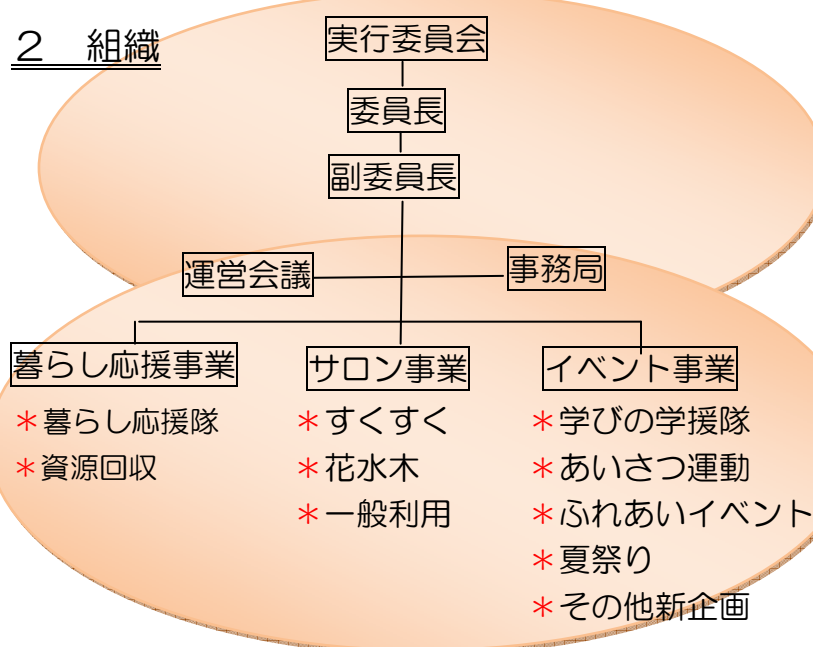 ２　組織
実行委員会
委員長
副委員長
運営会議
事務局
暮らし応援事業
＊暮らし応援隊
＊資源回収
サロン事業
＊すくすく
＊花水木
＊一般利用
イベント事業
＊学びの学援隊
＊あいさつ運動
＊ふれあいイベント
＊夏祭り
＊その他新企画